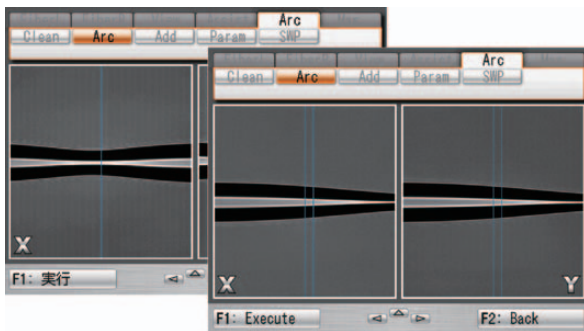 Arc
Clean Arc Add Param SWP
X
F1: 実行
Arc
Clean Arc Add Param SWP
X Y
F1: Execute F2: Back